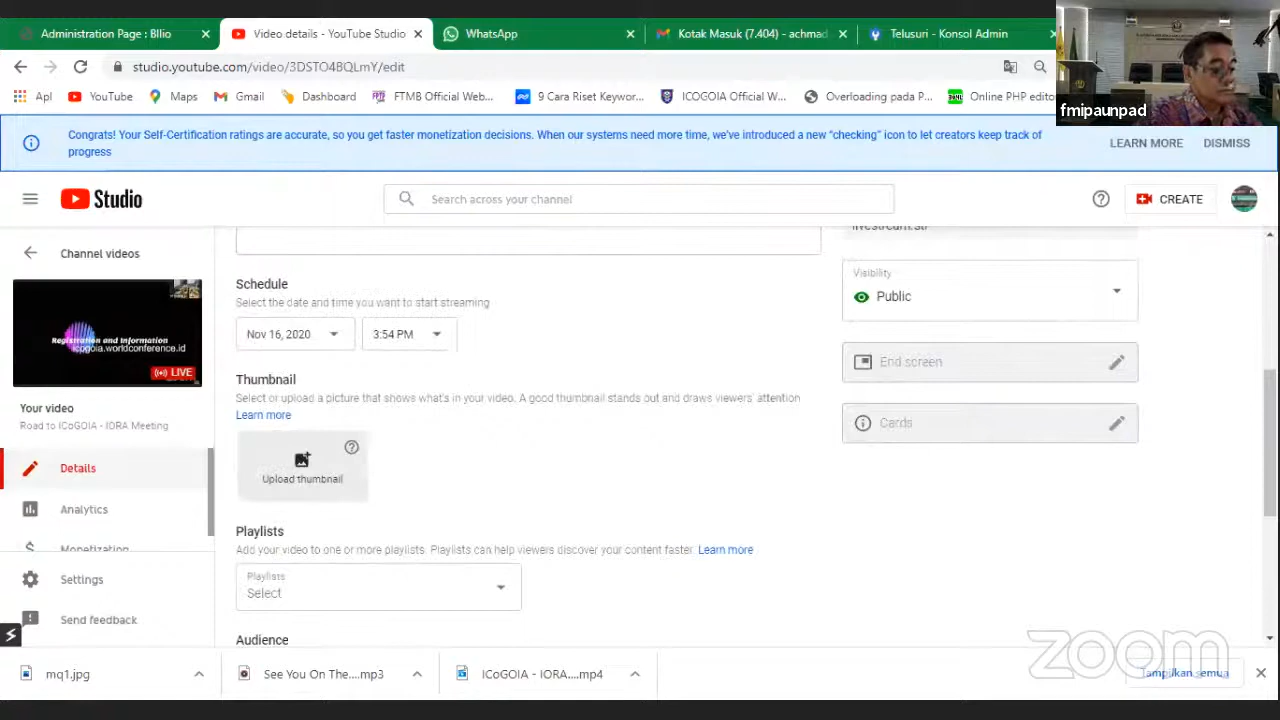 Administration Page : Bllio
Video details - YouTube Studio
WhatsApp
Kotak Masuk (7.404) - achmad
Telusuri - Konsol Admin
studio.youtube.com/video/3DSTO4BQLmY/edit
Apl
YouTube
Maps
Gmail
Dashboard
FTMB Official Web...
9 Cara Riset Keywor...
ICOGOIA Official W...
Overloading pada P...
Online PHP editor
fmipaunpad
Congrats! Your Self-Certification ratings are accurate, so you get faster monetization decisions. When our systems need more time, we've introduced a new "checking" icon to let creators keep track of
progress
LEARN MORE
DISMISS
Studio
Search across your channel
CREATE
Channel videos
livestream.str
Registration and Information
icogoia.worldconference.id
LIVE
Your video
Road to ICoGOIA - IORA Meeting
Details
Analytics
Monetization
Settings
Send feedback
Schedule
Select the date and time you want to start streaming
Nov 16, 2020
3:54 PM
Thumbnail
Select or upload a picture that shows what's in your video. A good thumbnail stands out and draws viewers' attention
Learn more
Upload thumbnail
Playlists
Add your video to one or more playlists. Playlists can help viewers discover your content faster. Learn more
Playlists
Select
Audience
Visibility
Public
End screen
Cards
zoom
mq1.jpg
See You On The....mp3
ICoGOIA - IORA....mp4
Tampilkan semua